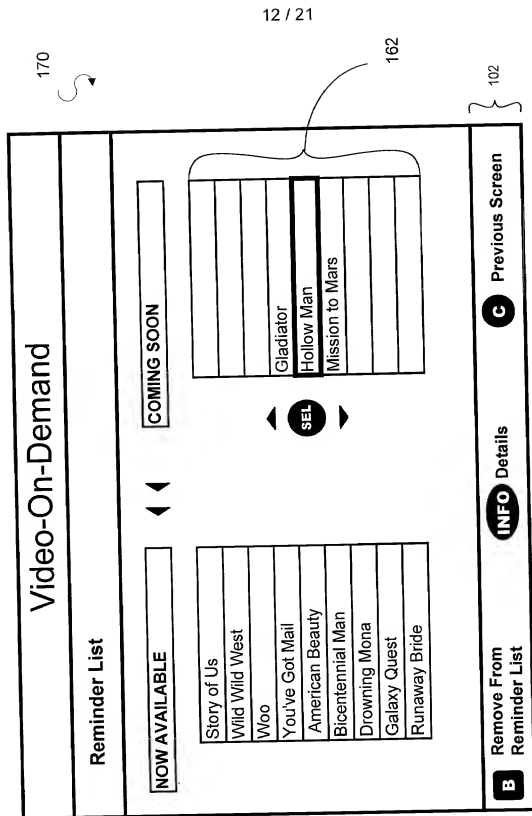 12 / 21
170
Video-On-Demand
Reminder List
NOW AVAILABLE
Story of Us
Wild Wild West
Woo
You've Got Mail
American Beauty
Bicentennial Man
Drowning Mona
Galaxy Quest
Runaway Bride
COMING SOON
Gladiator
Hollow Man
Mission to Mars
SEL
162
B Remove From
Reminder List
INFO Details
C Previous Screen
102